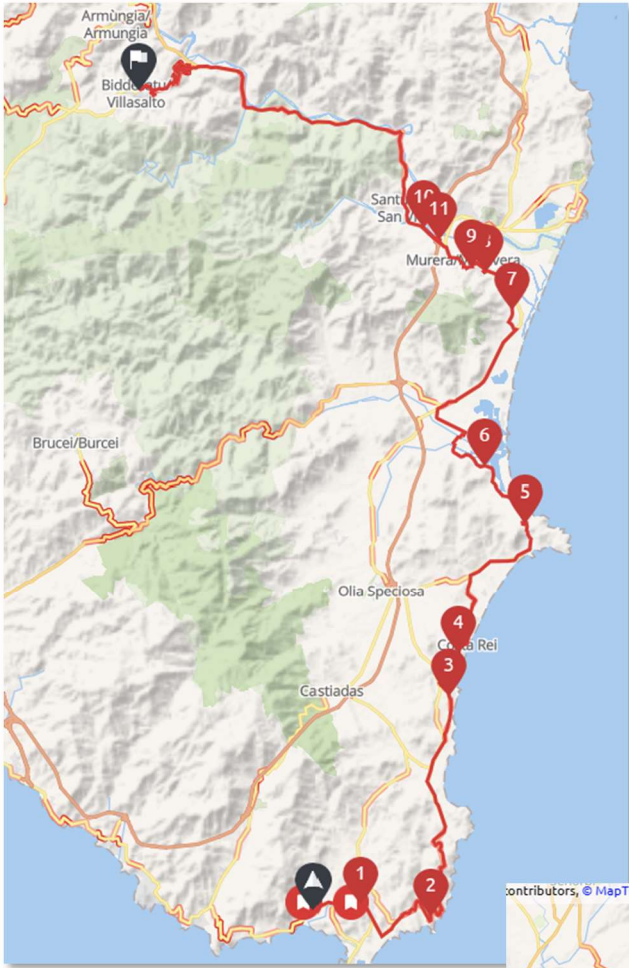 Armùngia/
Armungia
Villasalto
10
11
San
9
Murera/
7
Brucei/Burcei
6
5
Olia Speciosa
4
Rei
3
Castiadas
1
2
contributors, © MapT